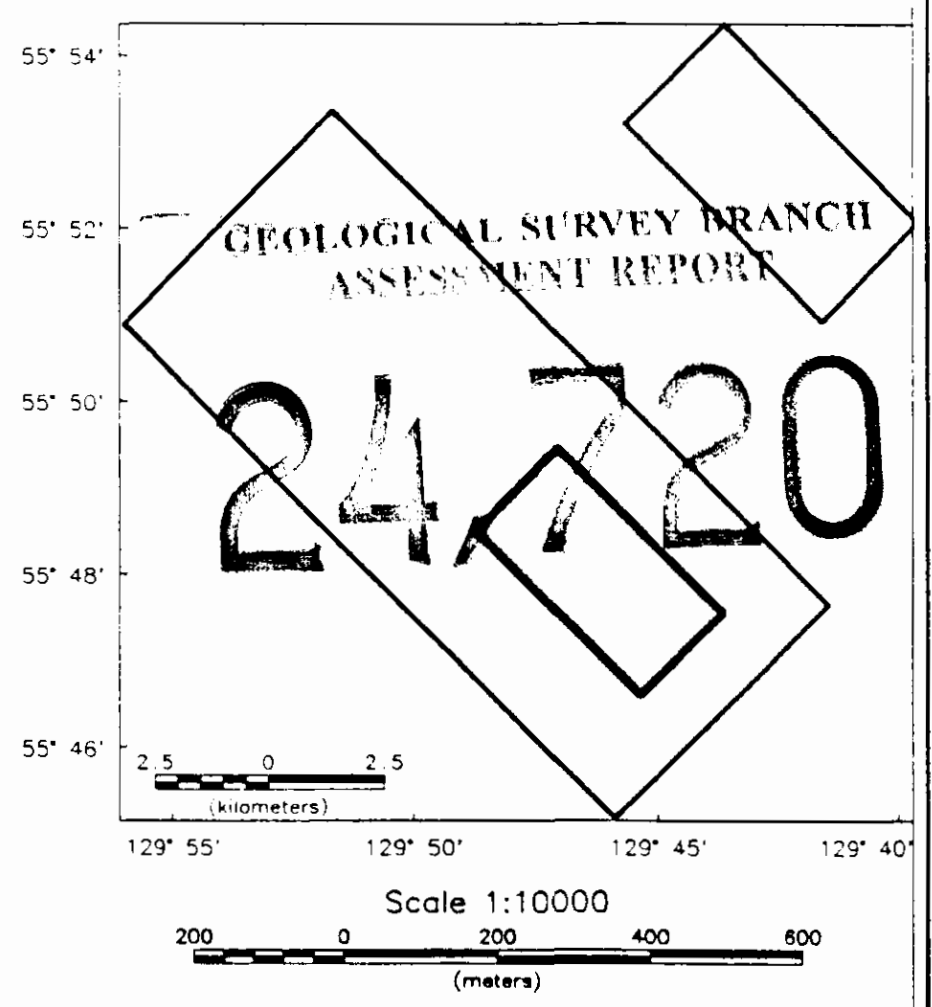 55° 54'
55° 52'
GEOLOGICAL SURVEY BRANCH
ASSESSMENT REPORT
55° 50'
24,720
55° 48'
55° 46'
2.5 0 2.5
(kilometers)
129° 55' 129° 50' 129° 45' 129° 40'
Scale 1:10000
200 0 200 400 600
(meters)